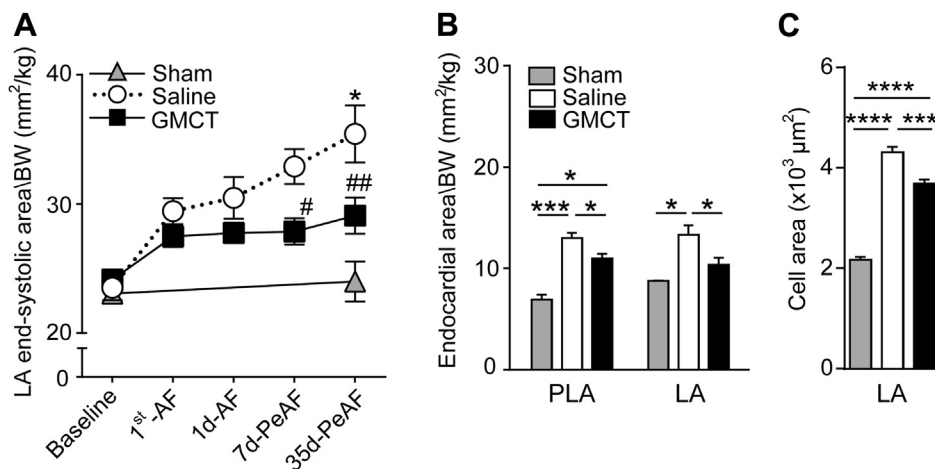 A
LA end-systolic area\BW (mm²/kg)
40
30
20
0
Sham
Saline
GMCT
*
##
#
Baseline
1st-AF
1d-AF
7d-PeAF
35d-PeAF
B
Endocardial area\BW (mm²/kg)
30
20
10
0
Sham
Saline
GMCT
*
*** *
* *
PLA LA
C
Cell area (x10³ µm²)
6
4
2
0
****
**** ***
LA